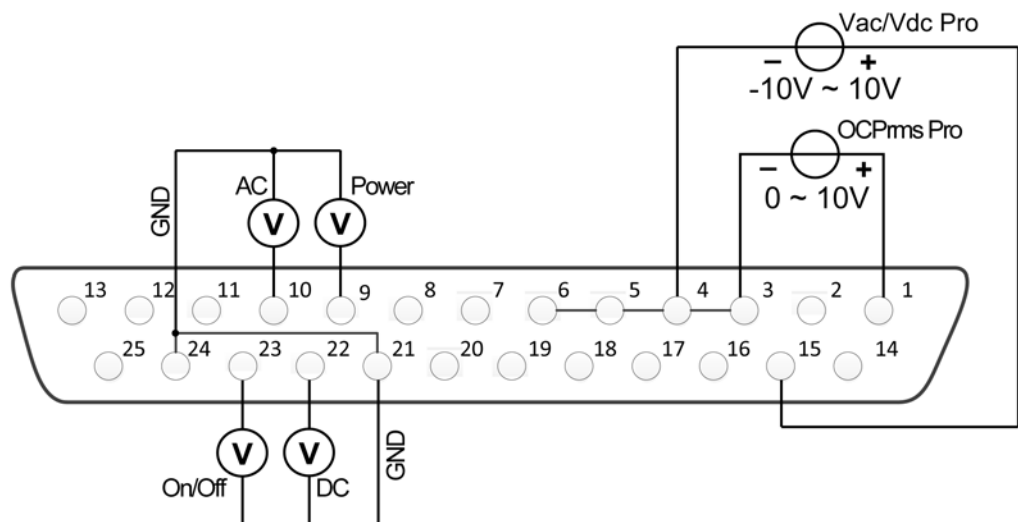 Vac/Vdc Pro
− +
-10V ~ 10V
OCPrms Pro
− +
0 ~ 10V
AC
Power
GND
V
V
13 12 11 10 9 8 7 6 5 4 3 2 1
25 24 23 22 21 20 19 18 17 16 15 14
V
V
On/Off
DC
GND